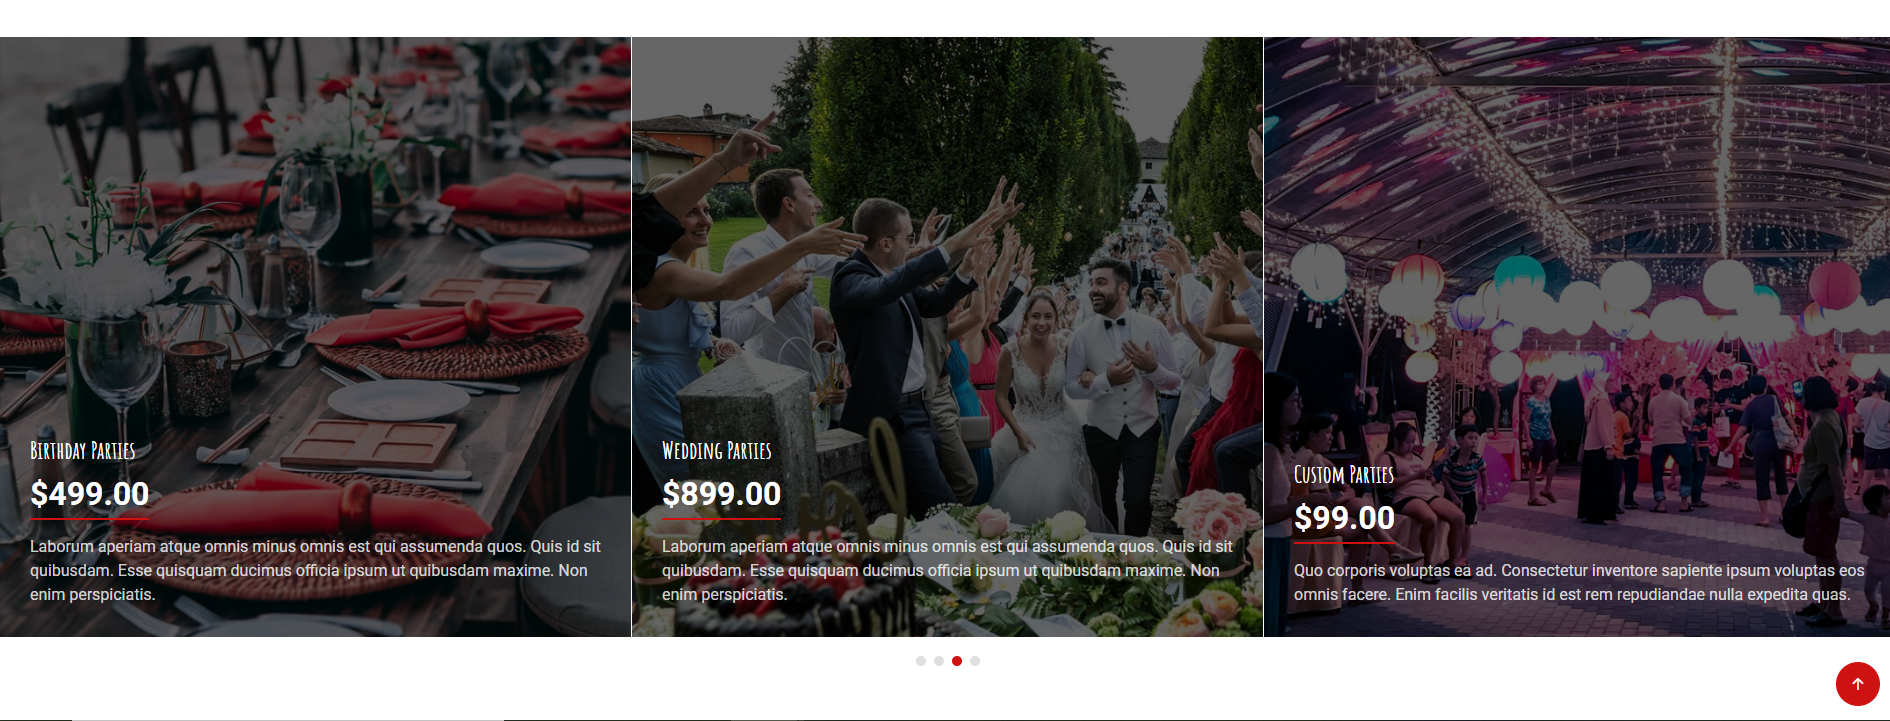 Birthday Parties
$499.00
Laborum aperiam atque omnis minus omnis est qui assumenda quos. Quis id sit
quibusdam. Esse quisquam ducimus officia ipsum ut quibusdam maxime. Non
enim perspiciatis.
Wedding Parties
$899.00
Laborum aperiam atque omnis minus omnis est qui assumenda quos. Quis id sit
quibusdam. Esse quisquam ducimus officia ipsum ut quibusdam maxime. Non
enim perspiciatis.
Custom Parties
$99.00
Quo corporis voluptas ea ad. Consectetur inventore sapiente ipsum voluptas eos
omnis facere. Enim facilis veritatis id est rem repudiandae nulla expedita quas.